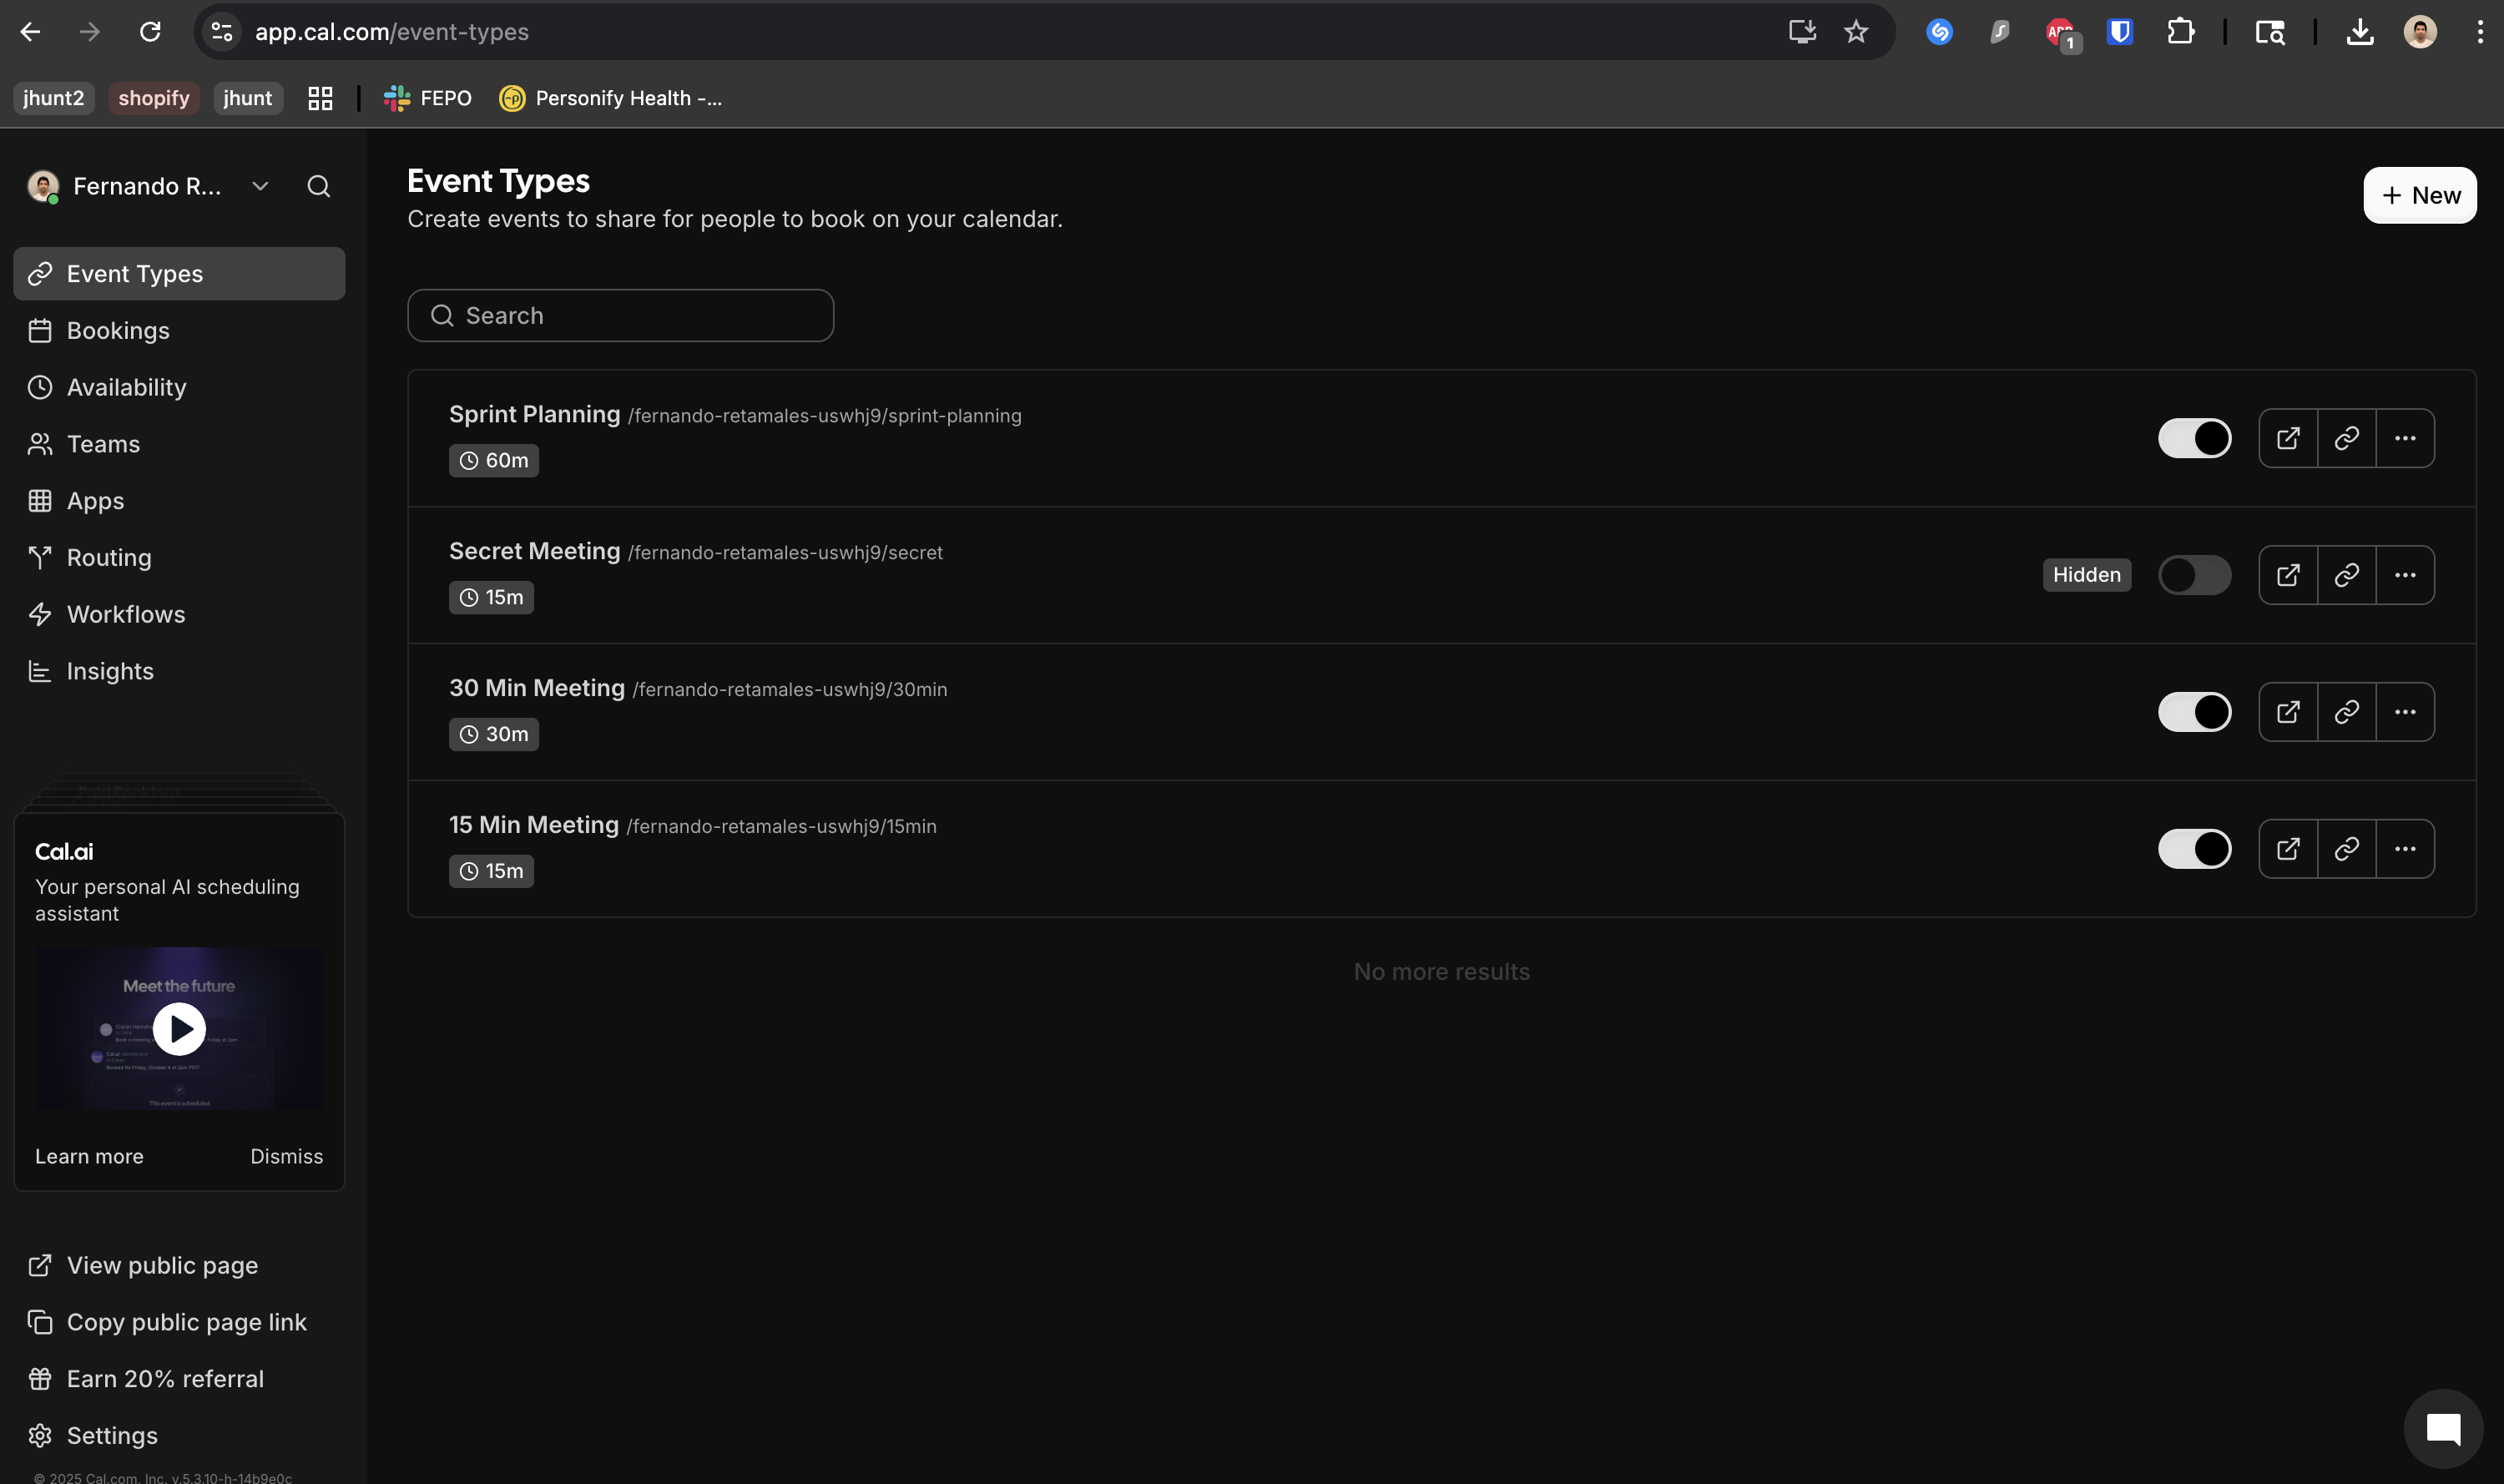 app.cal.com/event-types
1
jhunt2
shopify
jhunt
FEPO
Personify Health -...
Fernando R...
Event Types
Bookings
Availability
Teams
Apps
Routing
Workflows
Insights
Cal.ai
Your personal AI scheduling
assistant
Meet the future
This event is scheduled
Learn more
Dismiss
View public page
Copy public page link
Earn 20% referral
Settings
© 2025 Cal.com, Inc. v.5.3.10-h-14b9e0c
Event Types
Create events to share for people to book on your calendar.
+ New
Search
Sprint Planning /fernando-retamales-uswhj9/sprint-planning
60m
Secret Meeting /fernando-retamales-uswhj9/secret
15m
Hidden
30 Min Meeting /fernando-retamales-uswhj9/30min
30m
15 Min Meeting /fernando-retamales-uswhj9/15min
15m
No more results